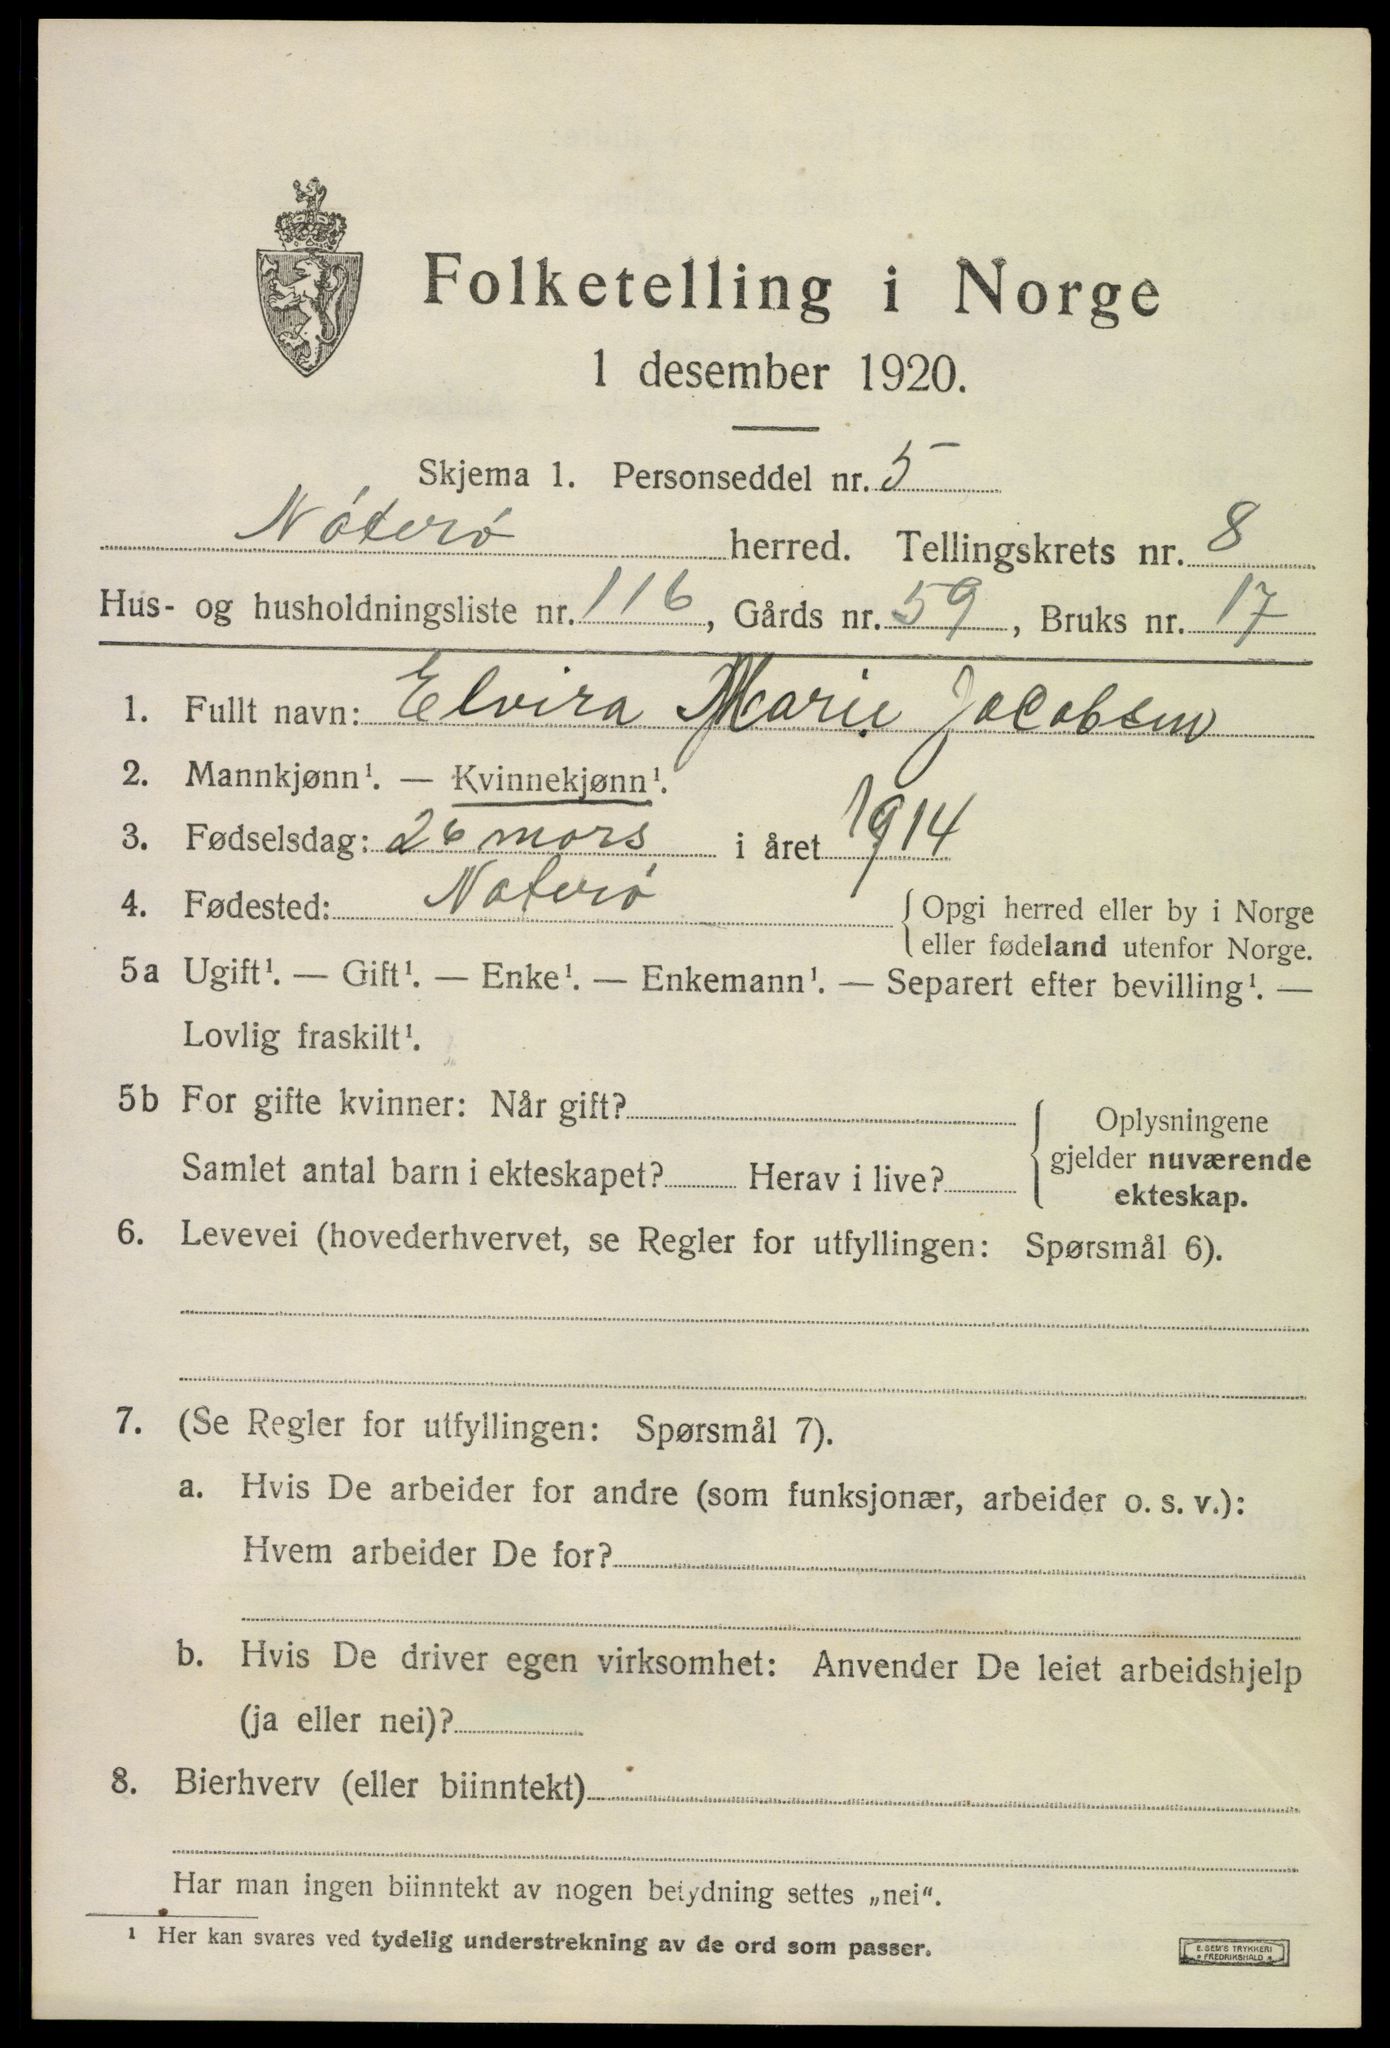 Folketelling i Norge
1 desember 1920.
Skjema 1. Personseddel nr. 5
Nóteró herred. Tellingskrets nr. 8
Hus- og husholdningsliste nr. 116, Gårds nr. 59, Bruks nr. 17
1. Fullt navn: Elvira Marie Jacobsen
2. Mannkjønn¹. — Kvinnekjønn¹.
3. Fødselsdag: 26 mars i året 1914
4. Fødested: Noteró { Opgi herred eller by i Norge
eller fødeland utenfor Norge.
5a Ugift¹. — Gift¹. — Enke¹. — Enkemann¹. — Separert efter bevilling¹. —
Lovlig fraskilt¹.
5b For gifte kvinner: Når gift?
Samlet antal barn i ekteskapet? Herav i live?
{ Oplysningene
gjelder nuværende
ekteskap.
6. Levevei (hovederhvervet, se Regler for utfyllingen: Spørsmål 6).
7. (Se Regler for utfyllingen: Spørsmål 7).
a. Hvis De arbeider for andre (som funksjonær, arbeider o. s. v.):
Hvem arbeider De for?
b. Hvis De driver egen virksomhet: Anvender De leiet arbeidshjelp
(ja eller nei)?
8. Bierhverv (eller biinntekt)
Har man ingen biinntekt av nogen betydning settes „nei“.
¹ Her kan svares ved tydelig understrekning av de ord som passer.
E. SEM'S TRYKKERI
FREDRIKSHALD